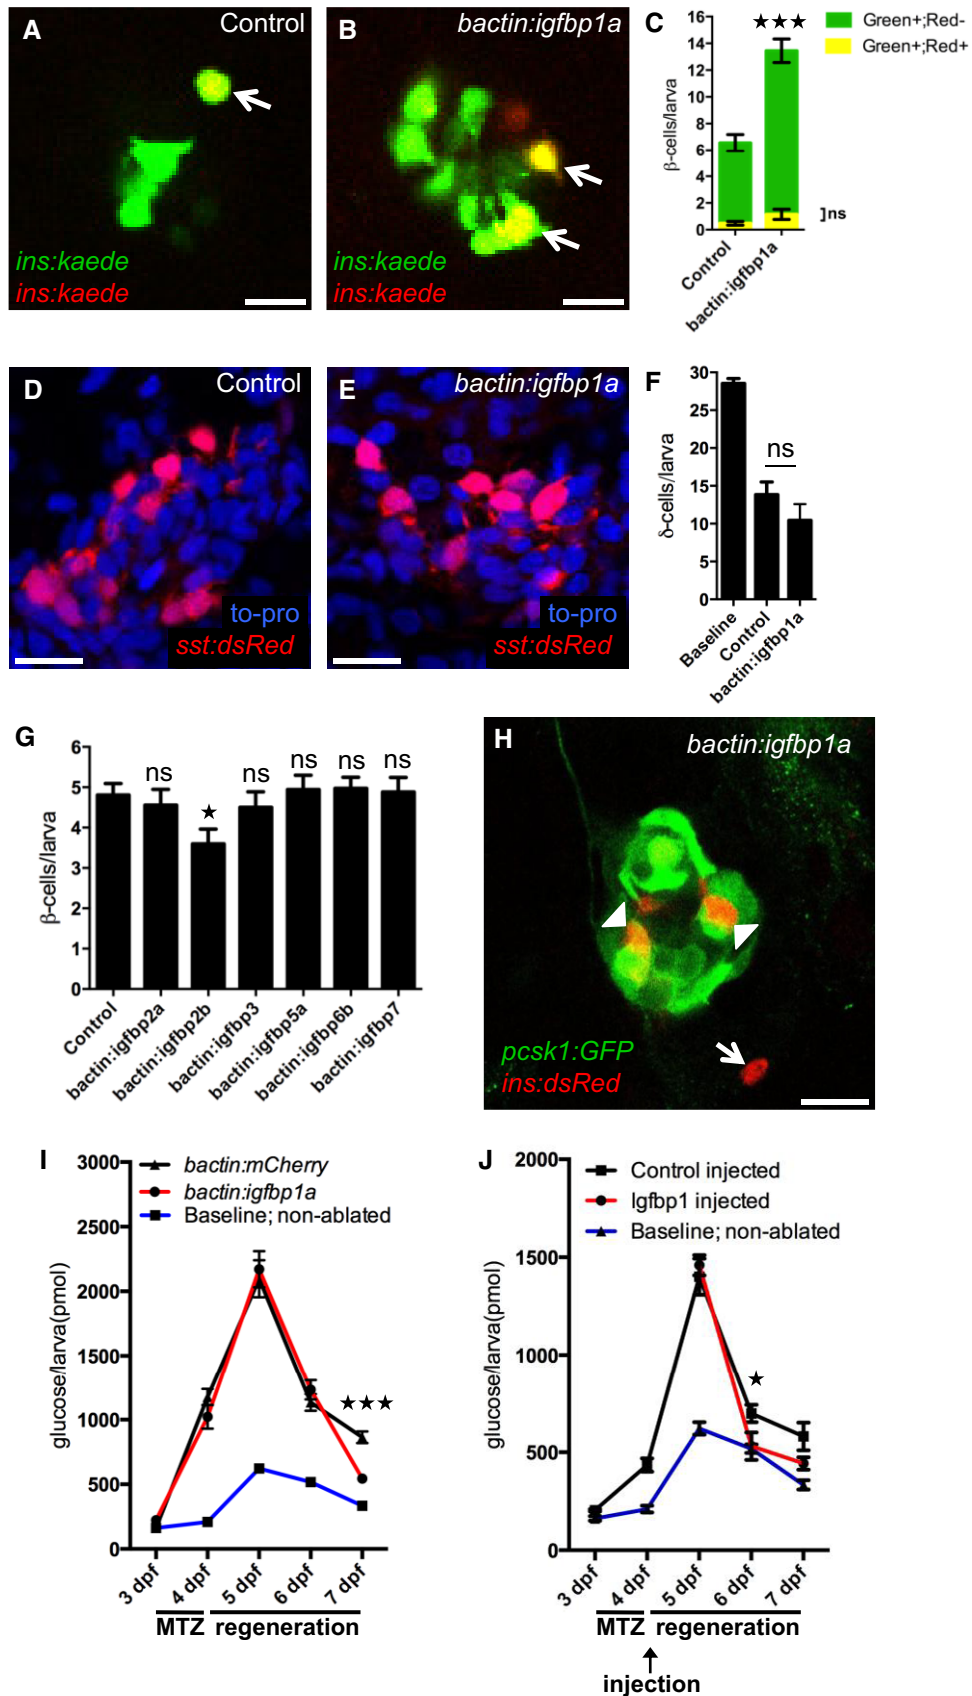 A
Control
ins:kaede
ins:kaede
B
bactin:igfbp1a
ins:kaede
ins:kaede
C
★★★
Green+;Red-
Green+;Red+
β-cells/larva
16
14
12
10
8
6
4
2
0
ns
Control
bactin:igfbp1a
D
Control
to-pro
sst:dsRed
E
bactin:igfbp1a
to-pro
sst:dsRed
F
δ-cells/larva
30
25
20
15
10
5
0
ns
Baseline
Control
bactin:igfbp1a
G
β-cells/larva
6
5
4
3
2
1
0
ns
★
ns
ns
ns
ns
Control
bactin:igfbp2a
bactin:igfbp2b
bactin:igfbp3
bactin:igfbp5a
bactin:igfbp6b
bactin:igfbp7
H
bactin:igfbp1a
pcsk1:GFP
ins:dsRed
I
glucose/larva(pmol)
3000
2500
2000
1500
1000
500
0
bactin:mCherry
bactin:igfbp1a
Baseline; non-ablated
★★★
3 dpf
4 dpf
5 dpf
6 dpf
7 dpf
MTZ regeneration
J
glucose/larva(pmol)
2000
1500
1000
500
0
Control injected
Igfbp1 injected
Baseline; non-ablated
★
3 dpf
4 dpf
5 dpf
6 dpf
7 dpf
MTZ regeneration
injection